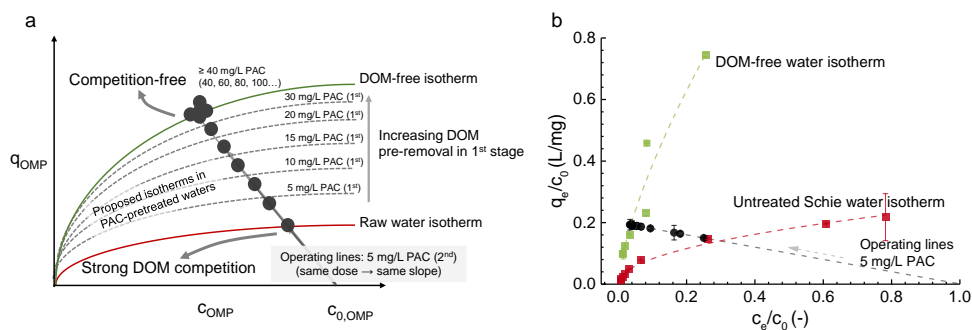 a
≥ 40 mg/L PAC
(40, 60, 80, 100…)
Competition-free
DOM-free isotherm
30 mg/L PAC (1st)
20 mg/L PAC (1st)
15 mg/L PAC (1st)
10 mg/L PAC (1st)
5 mg/L PAC (1st)
Increasing DOM
pre-removal in 1st stage
qOMP
Proposed isotherms in
PAC-pretreated waters
Raw water isotherm
Strong DOM competition
Operating lines: 5 mg/L PAC (2nd)
(same dose → same slope)
cOMP
c0,OMP
b
0.8
0.6
0.4
0.2
0.0
qe/c0 (L/mg)
DOM-free water isotherm
Untreated Schie water isotherm
Operating lines
5 mg/L PAC
0.0
0.2
0.4
0.6
0.8
1.0
ce/c0 (-)